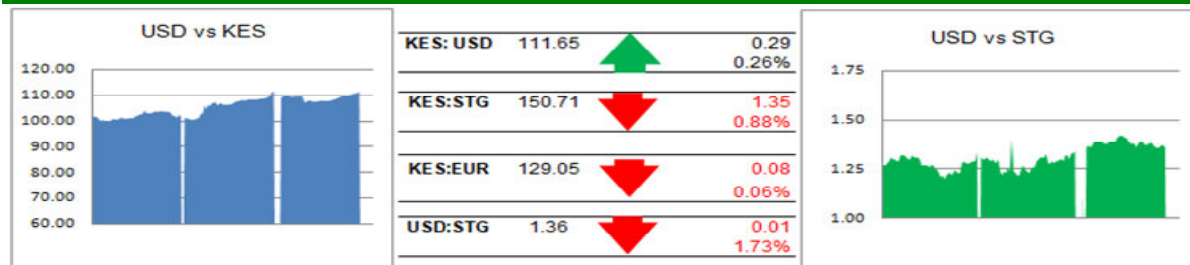 USD vs KES
120.00
110.00
100.00
90.00
80.00
70.00
60.00
KES: USD 111.65 0.29
0.26%
KES:STG 150.71 1.35
0.88%
KES:EUR 129.05 0.08
0.06%
USD:STG 1.36 0.01
1.73%
USD vs STG
1.75
1.50
1.25
1.00